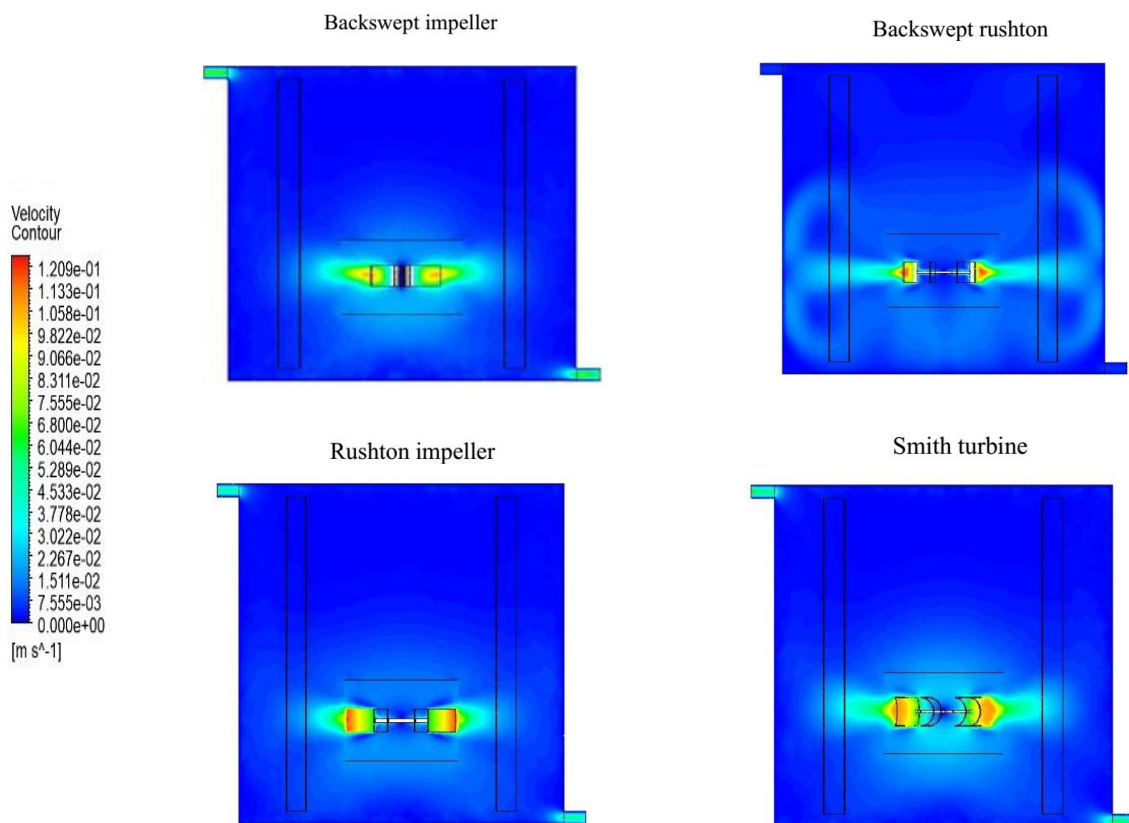 Backswept impeller
Backswept rushton
Velocity
Contour
1.209e-01
1.133e-01
1.058e-01
9.822e-02
9.066e-02
8.311e-02
7.555e-02
6.800e-02
6.044e-02
5.289e-02
4.533e-02
3.778e-02
3.022e-02
2.267e-02
1.511e-02
7.555e-03
0.000e+00
[m s^-1]
Rushton impeller
Smith turbine